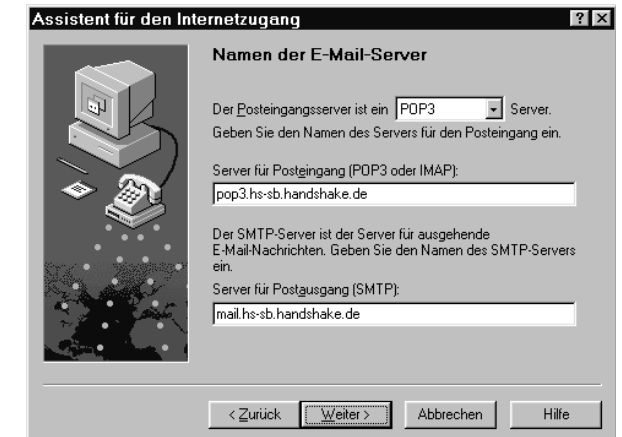 Assistent für den Internetzugang
Namen der E-Mail-Server
Der Posteingangsserver ist ein POP3 Server.
Geben Sie den Namen des Servers für den Posteingang ein.
Server für Posteingang (POP3 oder IMAP):
pop3.hs-sb.handshake.de
Der SMTP-Server ist der Server für ausgehende
E-Mail-Nachrichten. Geben Sie den Namen des SMTP-Servers
ein.
Server für Postausgang (SMTP):
mail.hs-sb.handshake.de
< Zurück Weiter > Abbrechen Hilfe